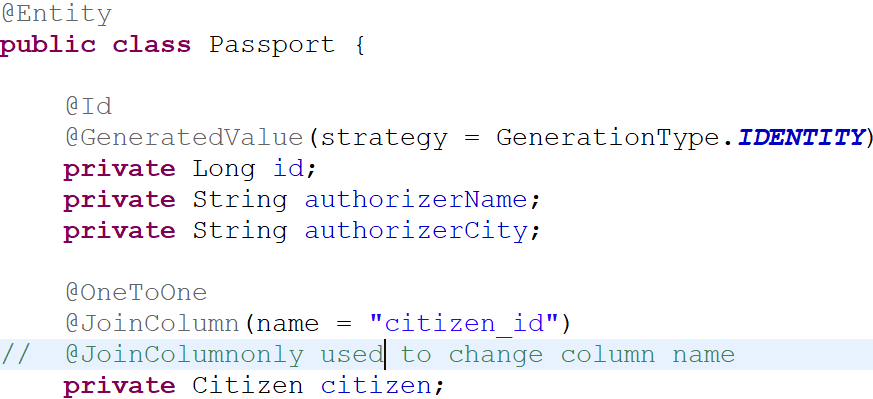 @Entity
public class Passport {
@Id
@GeneratedValue(strategy = GenerationType.IDENTITY)
private Long id;
private String authorizerName;
private String authorizerCity;
@OneToOne
@JoinColumn(name = "citizen_id")
// @JoinColumnonly used to change column name
private Citizen citizen;